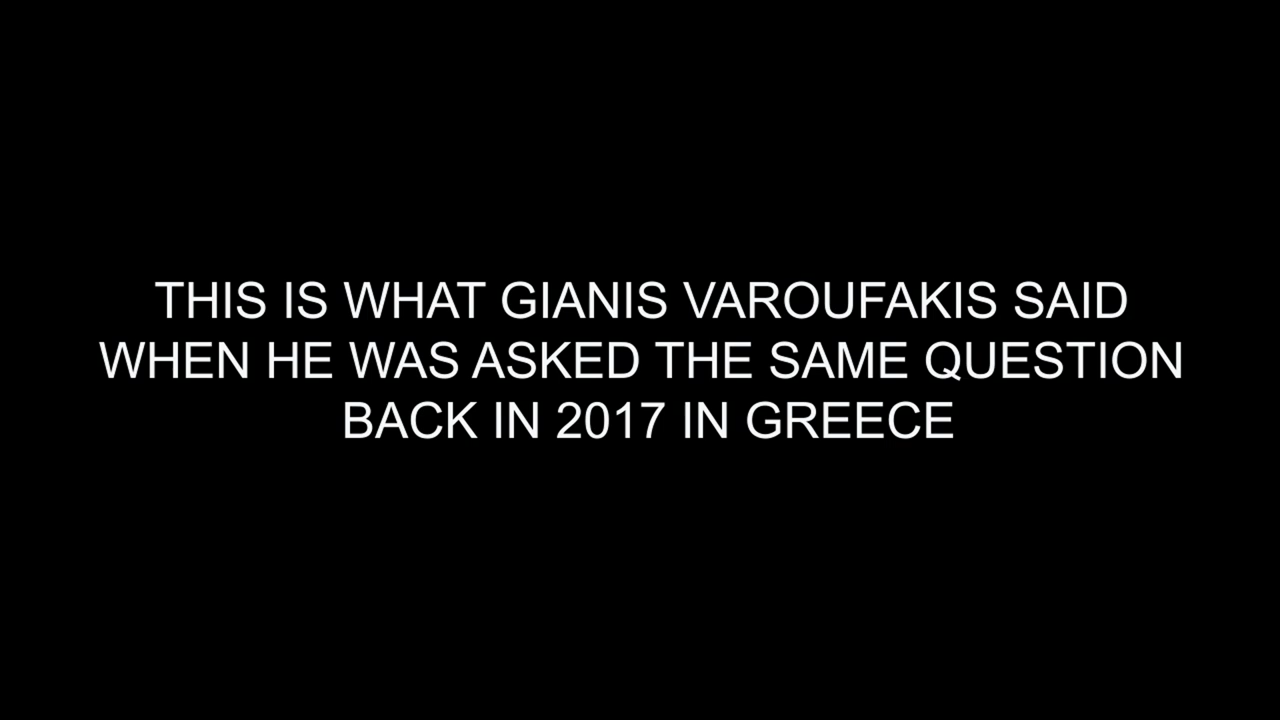 THIS IS WHAT GIANIS VAROUFAKIS SAID
WHEN HE WAS ASKED THE SAME QUESTION
BACK IN 2017 IN GREECE